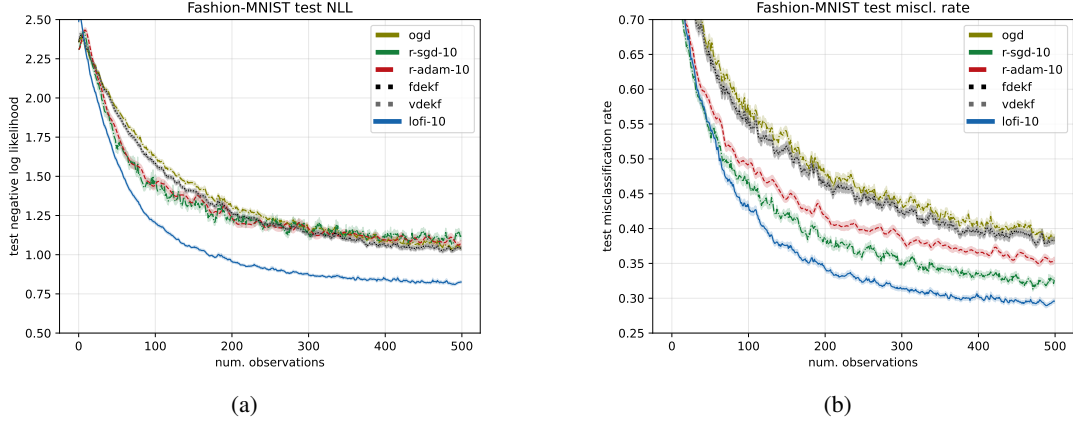 Fashion-MNIST test NLL
2.50
2.25
2.00
1.75
1.50
1.25
1.00
0.75
0.50
test negative log likelihood
0
100
200
300
400
500
num. observations
ogd
r-sgd-10
r-adam-10
fdekf
vdekf
lofi-10
(a)
Fashion-MNIST test miscl. rate
0.70
0.65
0.60
0.55
0.50
0.45
0.40
0.35
0.30
0.25
test misclassification rate
0
100
200
300
400
500
num. observations
ogd
r-sgd-10
r-adam-10
fdekf
vdekf
lofi-10
(b)